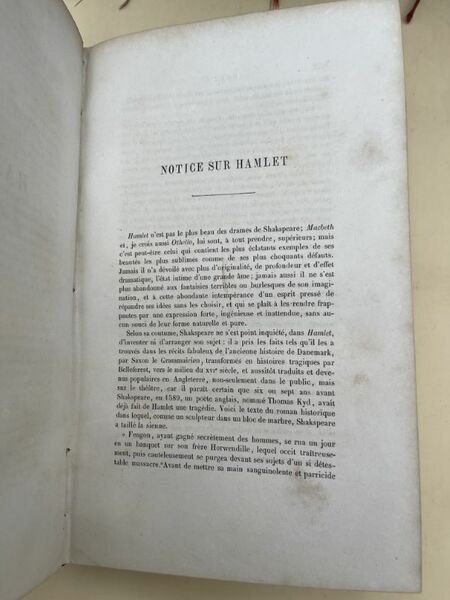 NOTICE SUR HAMLET
Hamlet n'est pas le plus beau des drames de Shakspeare; Macbeth
et, je crois aussi Othello, lui sont, à tout prendre, supérieurs; mais
c'est peut-être celui qui contient les plus éclatants exemples de ses
beautés les plus sublimes comme de ses plus choquants défauts.
Jamais il n'a dévoilé avec plus d'originalité, de profondeur et d'effet
dramatique, l'état intime d'une grande âme; jamais aussi il ne s'est
plus abandonné aux fantaisies terribles ou burlesques de son imagi-
nation, et à cette abondante intempérance d'un esprit pressé de
répandre ses idées sans les choisir, et qui se plaît à les rendre frap-
pantes par une expression forte, ingénieuse et inattendue, sans au-
cun souci de leur forme naturelle et pure.
Selon sa coutume, Shakspeare ne s'est point inquiété, dans Hamlet,
d'inventer ni d'arranger son sujet: il a pris les faits tels qu'il les a
trouvés dans les récits fabuleux de l'ancienne histoire de Danemark,
par Saxon le Grammairien, transformés en histoires tragiques par
Belleforest, vers le milieu du XVIe siècle, et aussitôt traduits et deve-
nus populaires en Angleterre, non-seulement dans le public, mais
sur le théâtre, car il paraît certain que six ou sept ans avant
Shakspeare, en 1589, un poëte anglais, nommé Thomas Kyd, avait
déjà fait de Hamlet une tragédie. Voici le texte du roman historique
dans lequel, comme un sculpteur dans un bloc de marbre, Shakspeare
a taillé la sienne.
« Fengon, ayant gagné secrètement des hommes, se rua un jour
en un banquet sur son frère Horwendille, lequel occit traîtreuse-
ment, puis cauteleusement se purgea devant ses sujets d'un si détes-
table massacre. Avant de mettre sa main sanguinolente et parricide